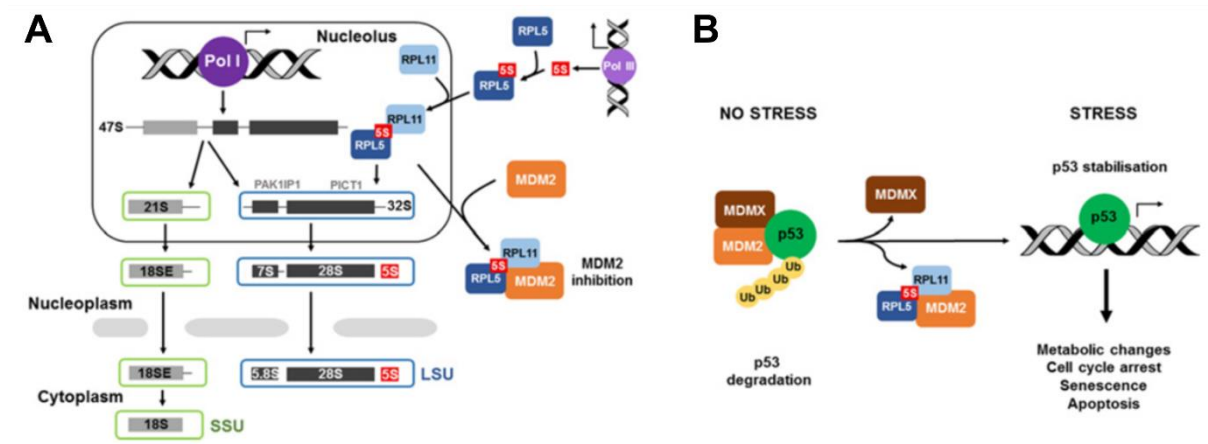 A
Nucleolus
Pol I
RPL5
RPL11
5S
RPL5
5S
Pol III
47S
RPL11
5S
RPL5
PAK1IP1
PICT1
MDM2
21S
32S
RPL11
5S
RPL5
MDM2
MDM2
inhibition
18SE
7S
28S
5S
Nucleoplasm
18SE
5.8S
28S
5S
LSU
Cytoplasm
18S
SSU
B
NO STRESS
STRESS
p53 stabilisation
MDMX
MDM2
p53
Ub
Ub
Ub
Ub
MDMX
RPL11
5S
RPL5
MDM2
p53
p53
degradation
Metabolic changes
Cell cycle arrest
Senescence
Apoptosis